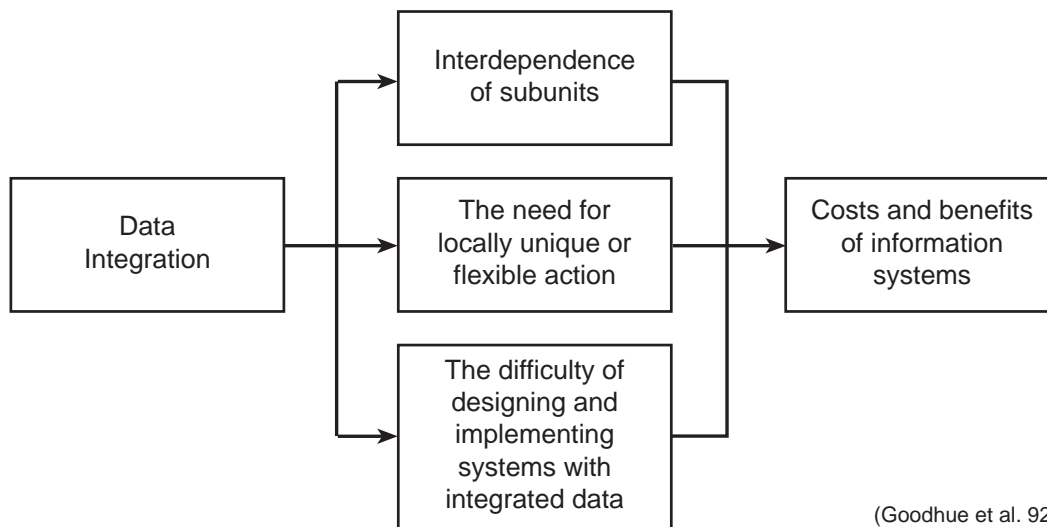 Interdependence
of subunits
Data
Integration
The need for
locally unique or
flexible action
Costs and benefits
of information
systems
The difficulty of
designing and
implementing
systems with
integrated data
(Goodhue et al. 92